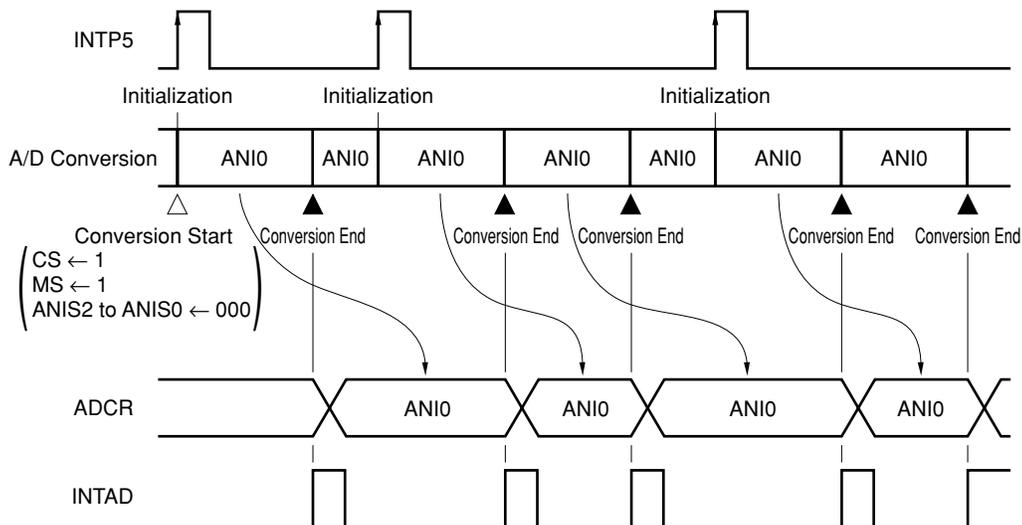 INTP5
Initialization Initialization Initialization
A/D Conversion ANI0 ANI0 ANI0 ANI0 ANI0 ANI0 ANI0
Conversion Start Conversion End Conversion End Conversion End Conversion End Conversion End
CS ← 1
MS ← 1
ANIS2 to ANIS0 ← 000
ADCR ANI0 ANI0 ANI0 ANI0
INTAD